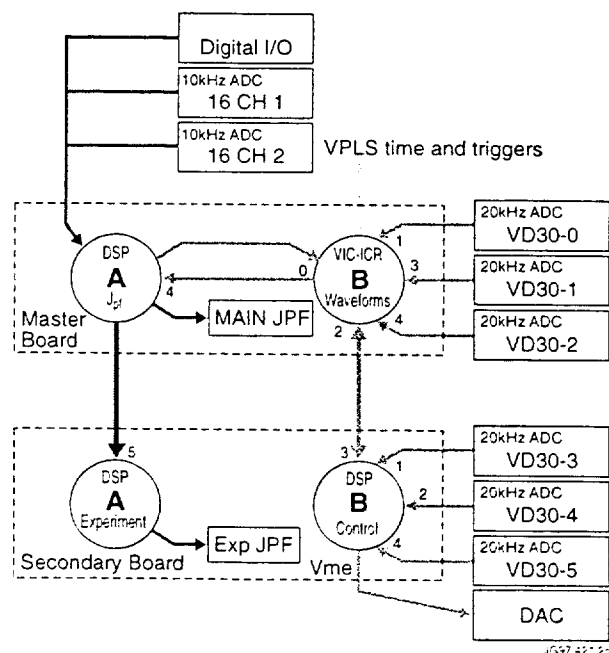 Digital I/O
10kHz ADC
16 CH 1
10kHz ADC
16 CH 2
VPLS time and triggers
20kHz ADC
VD30-0
20kHz ADC
VD30-1
20kHz ADC
VD30-2
DSP
A
Jpf
4
0
VIC-ICR
B
Waveforms
1
3
4
2
MAIN JPF
Master
Board
5
DSP
A
Experiment
Exp JPF
Secondary Board
3
DSP
B
Control
1
2
4
Vme
20kHz ADC
VD30-3
20kHz ADC
VD30-4
20kHz ADC
VD30-5
DAC